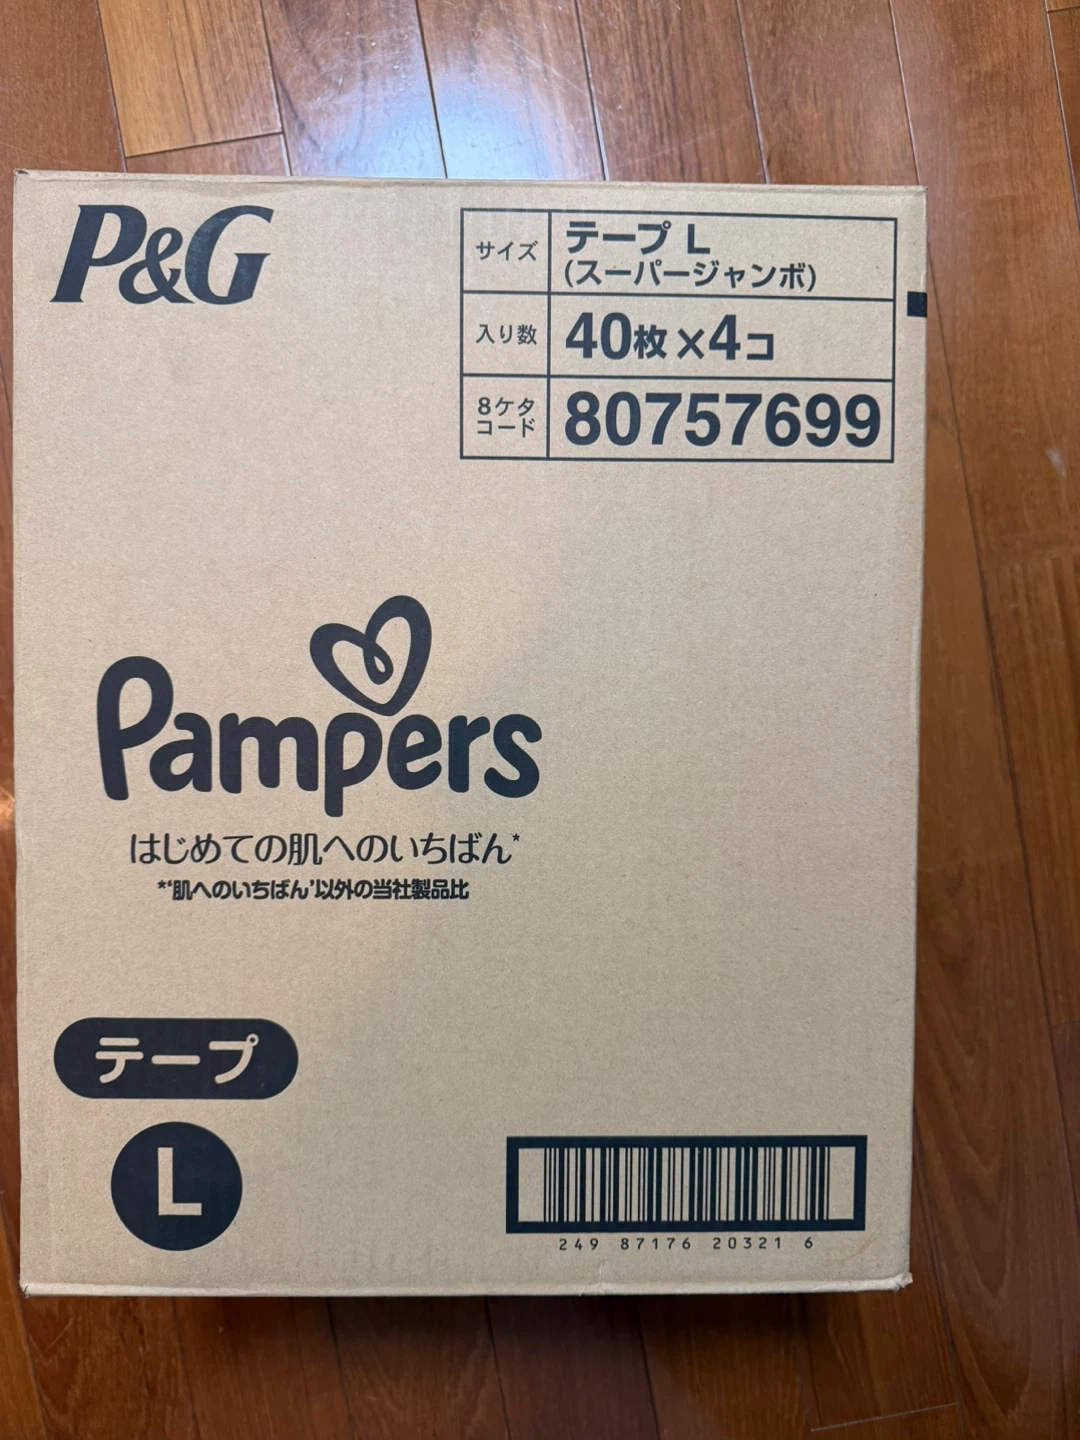 P&G
サイズ
テープ L
(スーパージャンボ)
入り数
40枚×4コ
8ケタ
コード
80757699
Pampers
はじめての肌へのいちばん*
*‘肌へのいちばん’以外の当社製品比
テープ
L
249 87176 20321 6